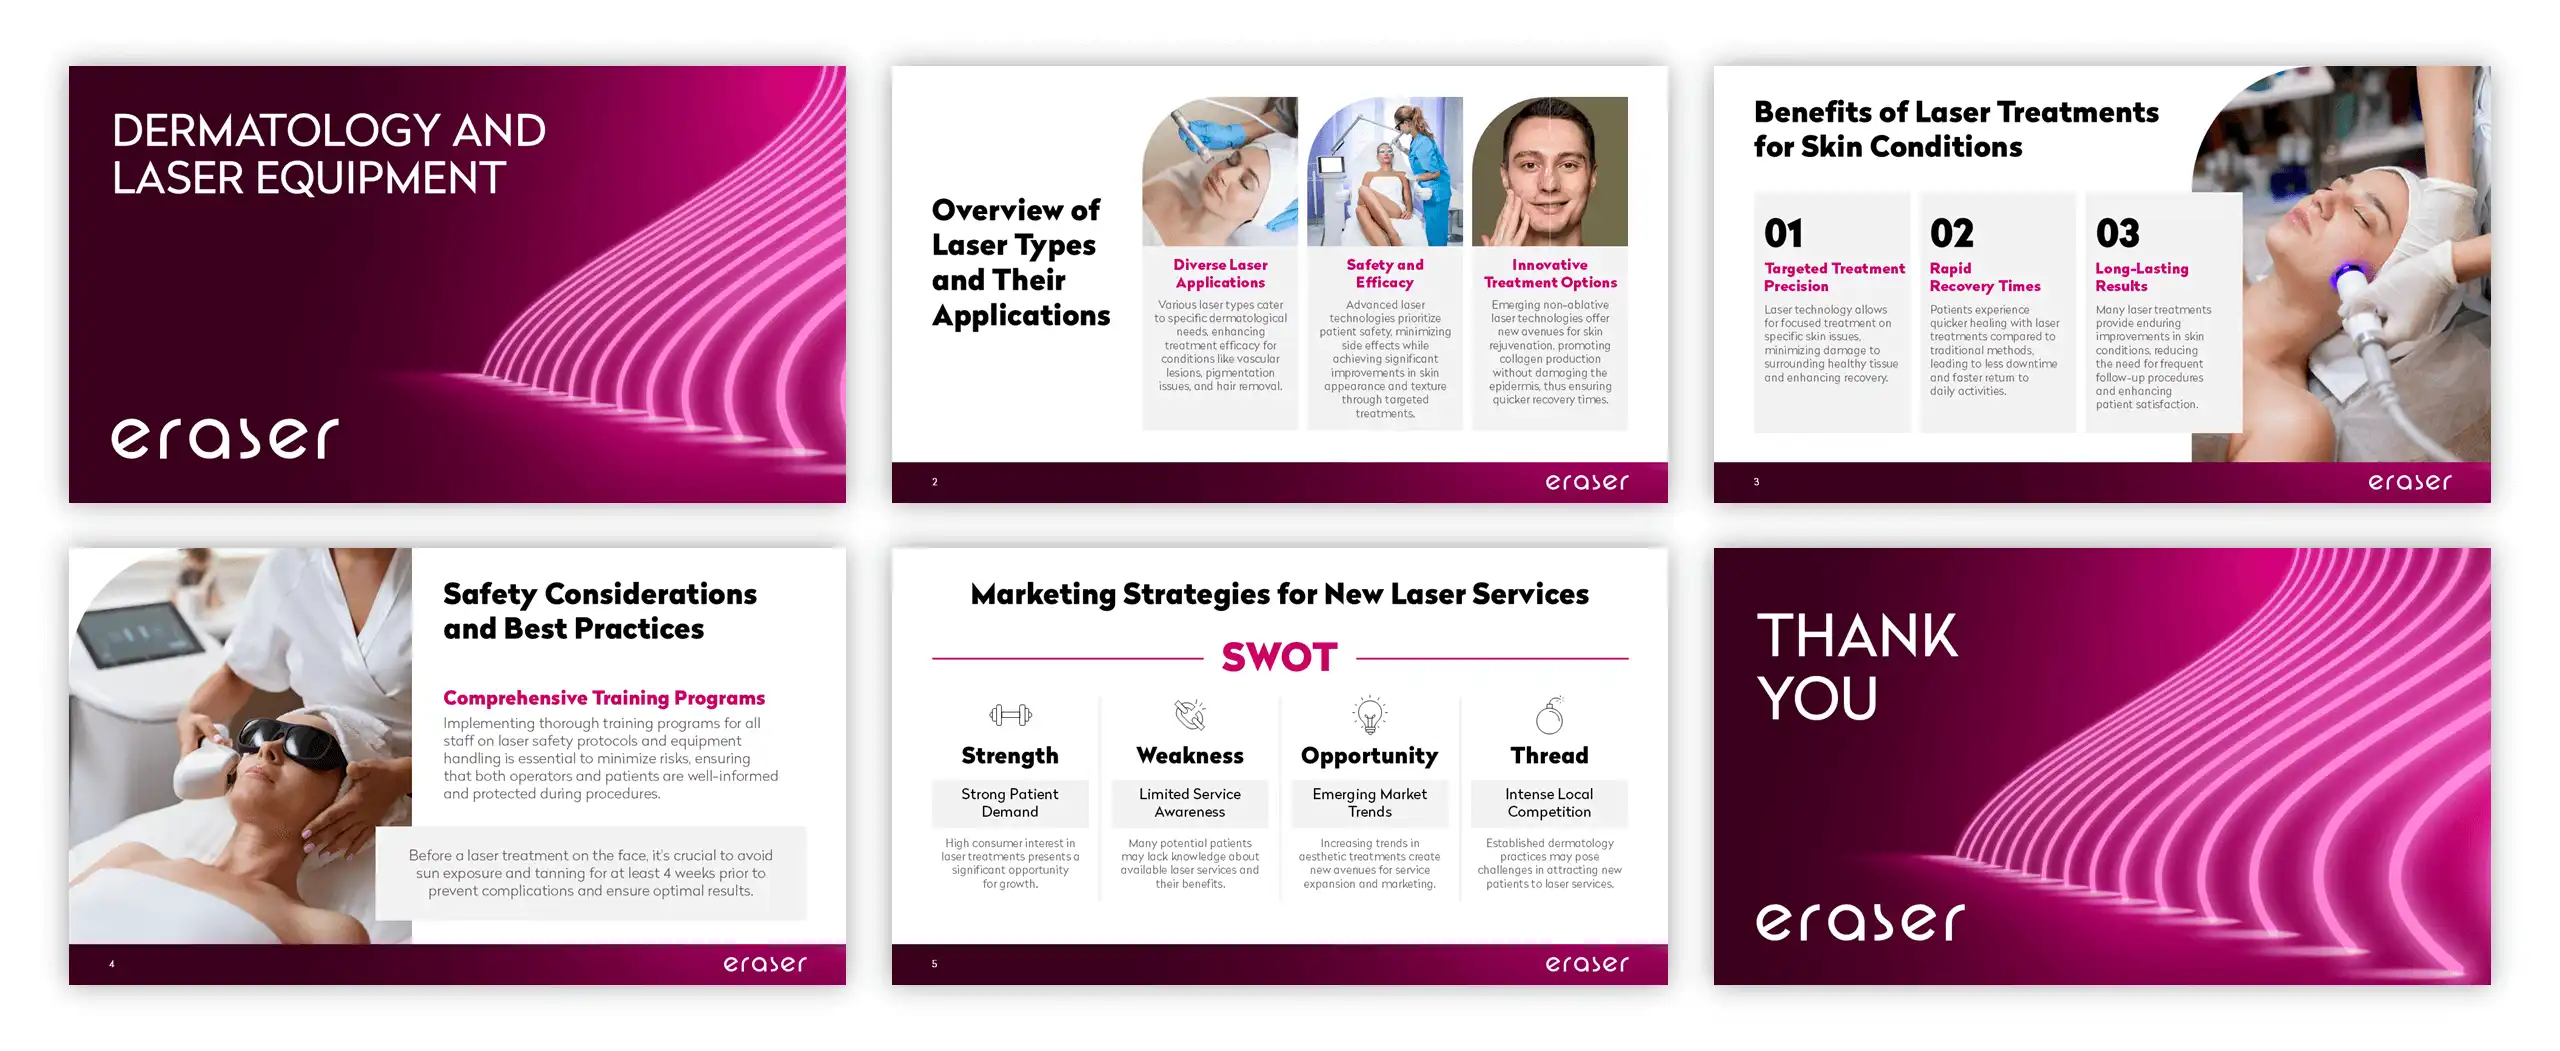 DERMATOLOGY AND
LASER EQUIPMENT
eraser
Overview of
Laser Types
and Their
Applications
Diverse Laser
Applications
Various laser types cater
to specific dermatological
needs, enhancing
treatment efficacy for
conditions like vascular
lesions, pigmentation
issues, and hair removal.
Safety and
Efficacy
Advanced laser
technologies prioritize
patient safety, minimizing
side effects while
achieving significant
improvements in skin
appearance and texture
through targeted
treatments.
Innovative
Treatment Options
Emerging non-ablative
laser technologies offer
new avenues for skin
rejuvenation, promoting
collagen production
without damaging the
epidermis, thus ensuring
quicker recovery times.
2
eraser
Benefits of Laser Treatments
for Skin Conditions
01
Targeted Treatment
Precision
Laser technology allows
for focused treatment on
specific skin issues,
minimizing damage to
surrounding healthy tissue
and enhancing recovery.
02
Rapid
Recovery Times
Patients experience
quicker healing with laser
treatments compared to
traditional methods,
leading to less downtime
and faster return to
daily activities.
03
Long-Lasting
Results
Many laser treatments
provide enduring
improvements in skin
conditions, reducing
the need for frequent
follow-up procedures
and enhancing
patient satisfaction.
3
eraser
Safety Considerations
and Best Practices
Comprehensive Training Programs
Implementing thorough training programs for all
staff on laser safety protocols and equipment
handling is essential to minimize risks, ensuring
that both operators and patients are well-informed
and protected during procedures.
Before a laser treatment on the face, it's crucial to avoid
sun exposure and tanning for at least 4 weeks prior to
prevent complications and ensure optimal results.
4
eraser
Marketing Strategies for New Laser Services
SWOT
Strength
Strong Patient
Demand
High consumer interest in
laser treatments presents a
significant opportunity
for growth.
Weakness
Limited Service
Awareness
Many potential patients
may lack knowledge about
available laser services and
their benefits.
Opportunity
Emerging Market
Trends
Increasing trends in
aesthetic treatments create
new avenues for service
expansion and marketing.
Thread
Intense Local
Competition
Established dermatology
practices may pose
challenges in attracting new
patients to laser services.
5
eraser
THANK
YOU
eraser